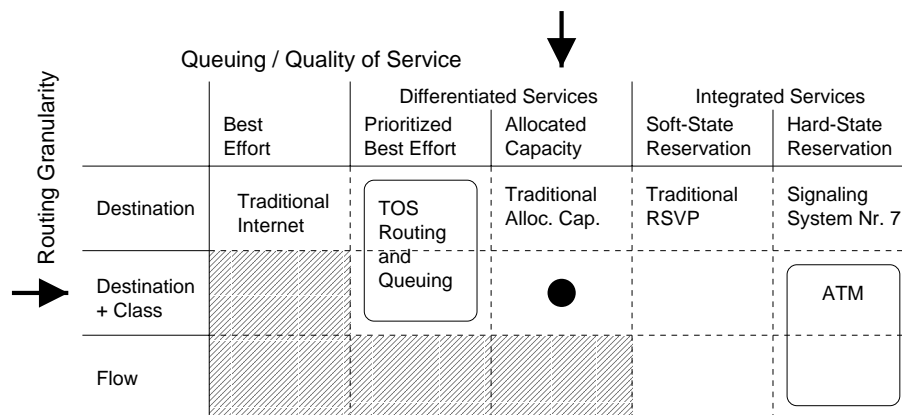 Queuing / Quality of Service
Routing Granularity
Differentiated Services
Integrated Services
Best
Effort
Prioritized
Best Effort
Allocated
Capacity
Soft-State
Reservation
Hard-State
Reservation
Destination
Traditional
Internet
TOS
Routing
and
Queuing
Traditional
Alloc. Cap.
Traditional
RSVP
Signaling
System Nr. 7
Destination
+ Class
ATM
Flow